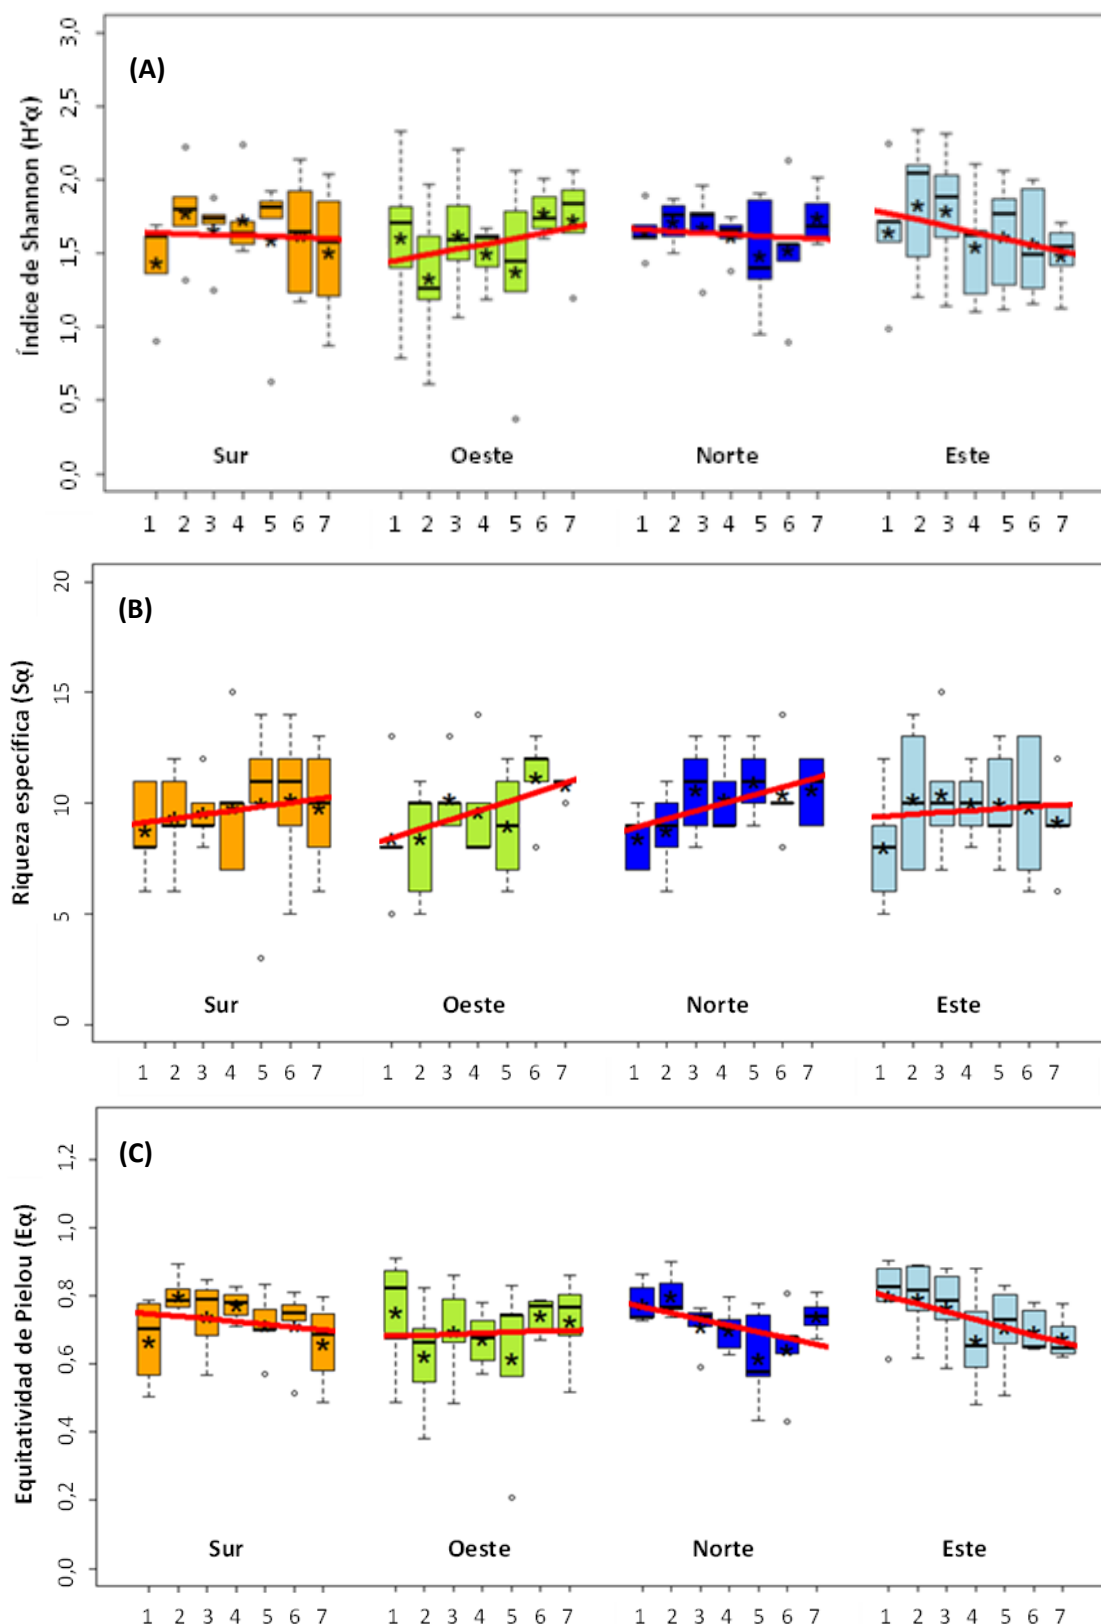 (A)
Índice de Shannon (H'α)
3,0
2,5
2,0
1,5
1,0
0,5
0,0
Sur Oeste Norte Este
1 2 3 4 5 6 7 1 2 3 4 5 6 7 1 2 3 4 5 6 7 1 2 3 4 5 6 7
(B)
Riqueza específica (Sα)
20
15
10
5
0
Sur Oeste Norte Este
1 2 3 4 5 6 7 1 2 3 4 5 6 7 1 2 3 4 5 6 7 1 2 3 4 5 6 7
(C)
Equitatividad de Pielou (Eα)
1,2
1,0
0,8
0,6
0,4
0,2
0,0
Sur Oeste Norte Este
1 2 3 4 5 6 7 1 2 3 4 5 6 7 1 2 3 4 5 6 7 1 2 3 4 5 6 7